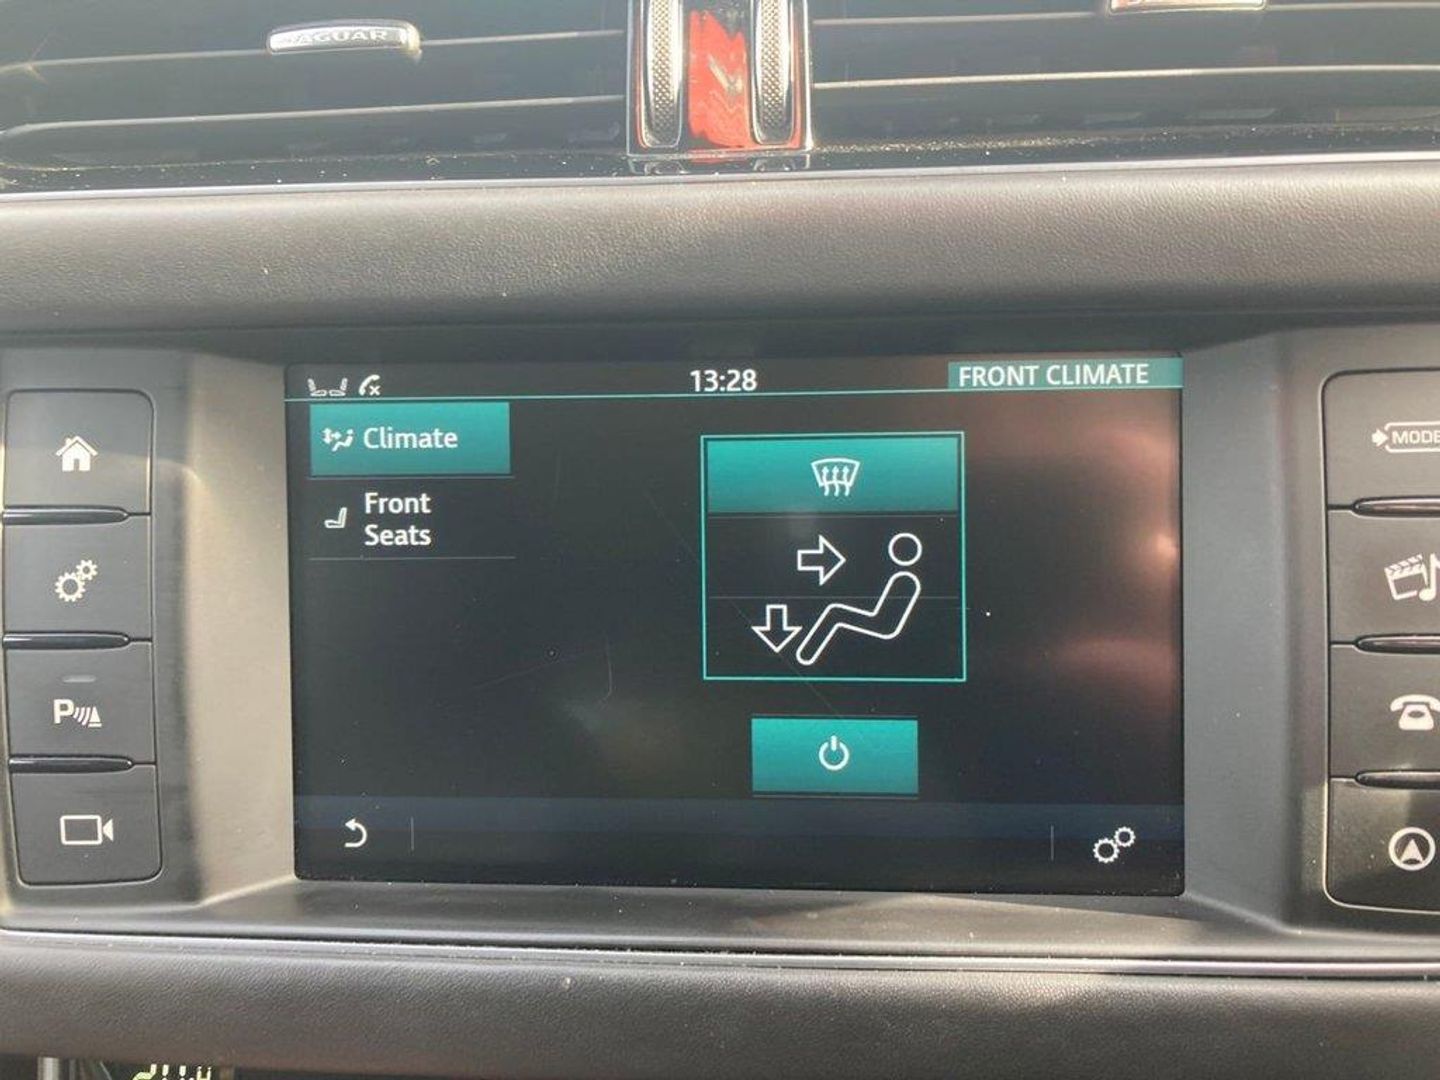 JAGUAR
13:28
FRONT CLIMATE
Climate
Front
Seats
MODE
P